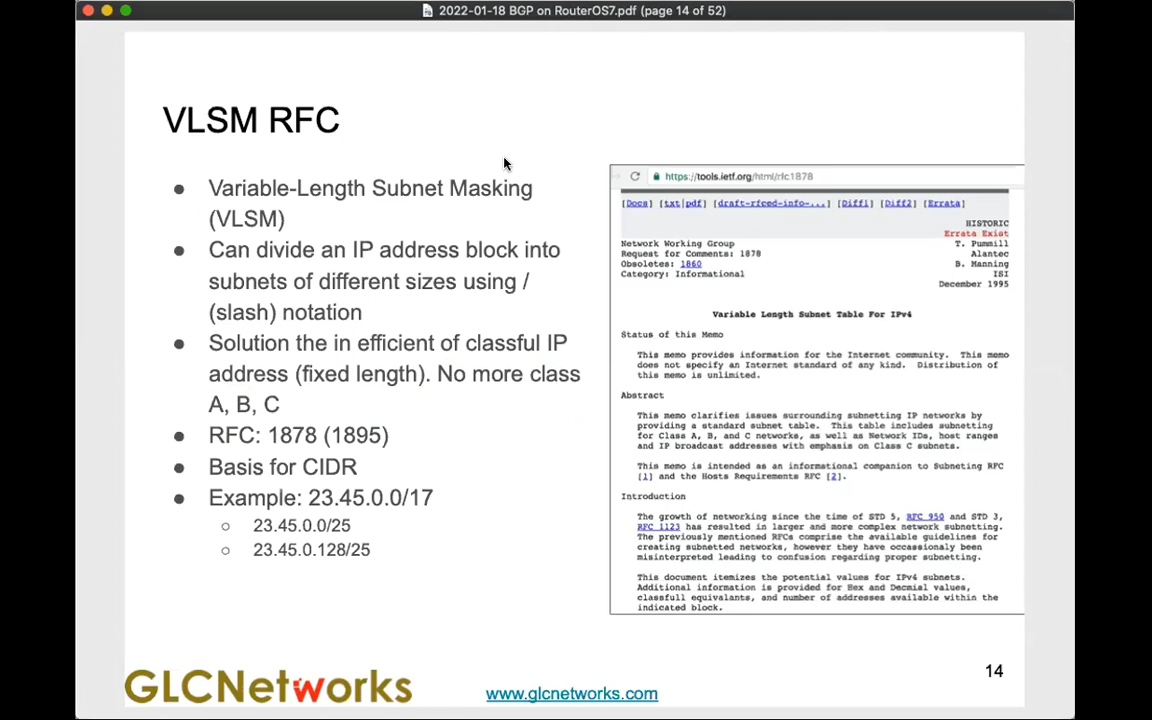 2022-01-18 BGP on RouterOS7.pdf (page 14 of 52)
VLSM RFC
● Variable-Length Subnet Masking
(VLSM)
● Can divide an IP address block into
subnets of different sizes using /
(slash) notation
● Solution the in efficient of classful IP
address (fixed length). No more class
A, B, C
● RFC: 1878 (1895)
● Basis for CIDR
● Example: 23.45.0.0/17
○ 23.45.0.0/25
○ 23.45.0.128/25
https://tools.ietf.org/html/rfc1878
[Docs] [txt|pdf] [draft-rfced-info-...] [Diff1] [Diff2] [Errata]
HISTORIC
Errata Exist
Network Working Group T. Pummill
Request for Comments: 1878 Alantec
Obsoletes: 1860 B. Manning
Category: Informational ISI
December 1995
Variable Length Subnet Table For IPv4
Status of this Memo
This memo provides information for the Internet community. This memo
does not specify an Internet standard of any kind. Distribution of
this memo is unlimited.
Abstract
This memo clarifies issues surrounding subnetting IP networks by
providing a standard subnet table. This table includes subnetting
for Class A, B, and C networks, as well as Network IDs, host ranges
and IP broadcast addresses with emphasis on Class C subnets.
This memo is intended as an informational companion to Subneting RFC
[1] and the Hosts Requirements RFC [2].
Introduction
The growth of networking since the time of STD 5, RFC 950 and STD 3,
RFC 1123 has resulted in larger and more complex network subnetting.
The previously mentioned RFCs comprise the available guidelines for
creating subnetted networks, however they have occassionaly been
misinterpreted leading to confusion regarding proper subnetting.
This document itemizes the potential values for IPv4 subnets.
Additional information is provided for Hex and Decmial values,
classfull equivalants, and number of addresses available within the
indicated block.
GLCNetworks
www.glcnetworks.com
14